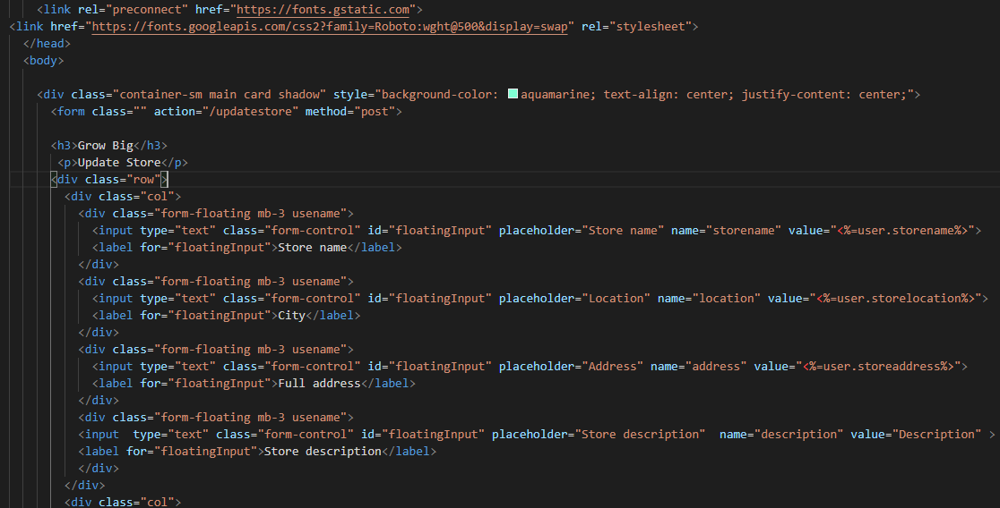 <link rel="preconnect" href="https://fonts.gstatic.com">
<link href="https://fonts.googleapis.com/css2?family=Roboto:wght@500&display=swap" rel="stylesheet">
</head>
<body>
<div class="container-sm main card shadow" style="background-color: aquamarine; text-align: center; justify-content: center;">
<form class="" action="/updatestore" method="post">
<h3>Grow Big</h3>
<p>Update Store</p>
<div class="row">
<div class="col">
<div class="form-floating mb-3 usename">
<input type="text" class="form-control" id="floatingInput" placeholder="Store name" name="storename" value="<%=user.storename%>">
<label for="floatingInput">Store name</label>
</div>
<div class="form-floating mb-3 usename">
<input type="text" class="form-control" id="floatingInput" placeholder="Location" name="location" value="<%=user.storelocation%>">
<label for="floatingInput">City</label>
</div>
<div class="form-floating mb-3 usename">
<input type="text" class="form-control" id="floatingInput" placeholder="Address" name="address" value="<%=user.storeaddress%>">
<label for="floatingInput">Full address</label>
</div>
<div class="form-floating mb-3 usename">
<input  type="text" class="form-control" id="floatingInput" placeholder="Store description"  name="description" value="Description" >
<label for="floatingInput">Store description</label>
</div>
</div>
<div class="col">